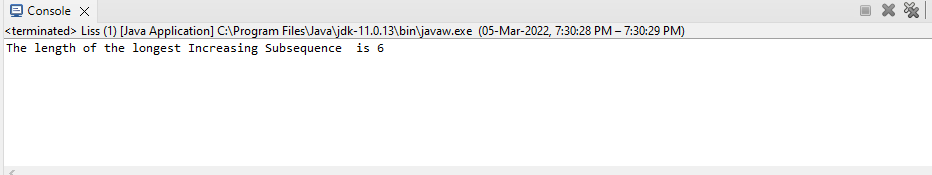 Console
<terminated> Liss (1) [Java Application] C:\Program Files\Java\jdk-11.0.13\bin\javaw.exe (05-Mar-2022, 7:30:28 PM – 7:30:29 PM)
The length of the longest Increasing Subsequence  is 6